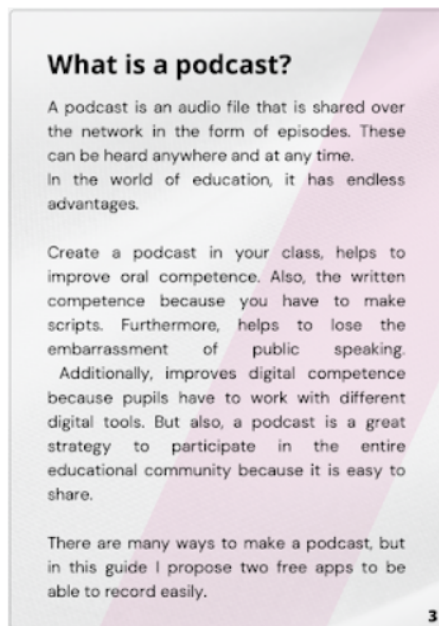 What is a podcast?
A podcast is an audio file that is shared over
the network in the form of episodes. These
can be heard anywhere and at any time.
In the world of education, it has endless
advantages.
Create a podcast in your class, helps to
improve oral competence. Also, the written
competence because you have to make
scripts. Furthermore, helps to lose the
embarrassment of public speaking.
Additionally, improves digital competence
because pupils have to work with different
digital tools. But also, a podcast is a great
strategy to participate in the entire
educational community because it is easy to
share.
There are many ways to make a podcast, but
in this guide I propose two free apps to be
able to record easily.
3